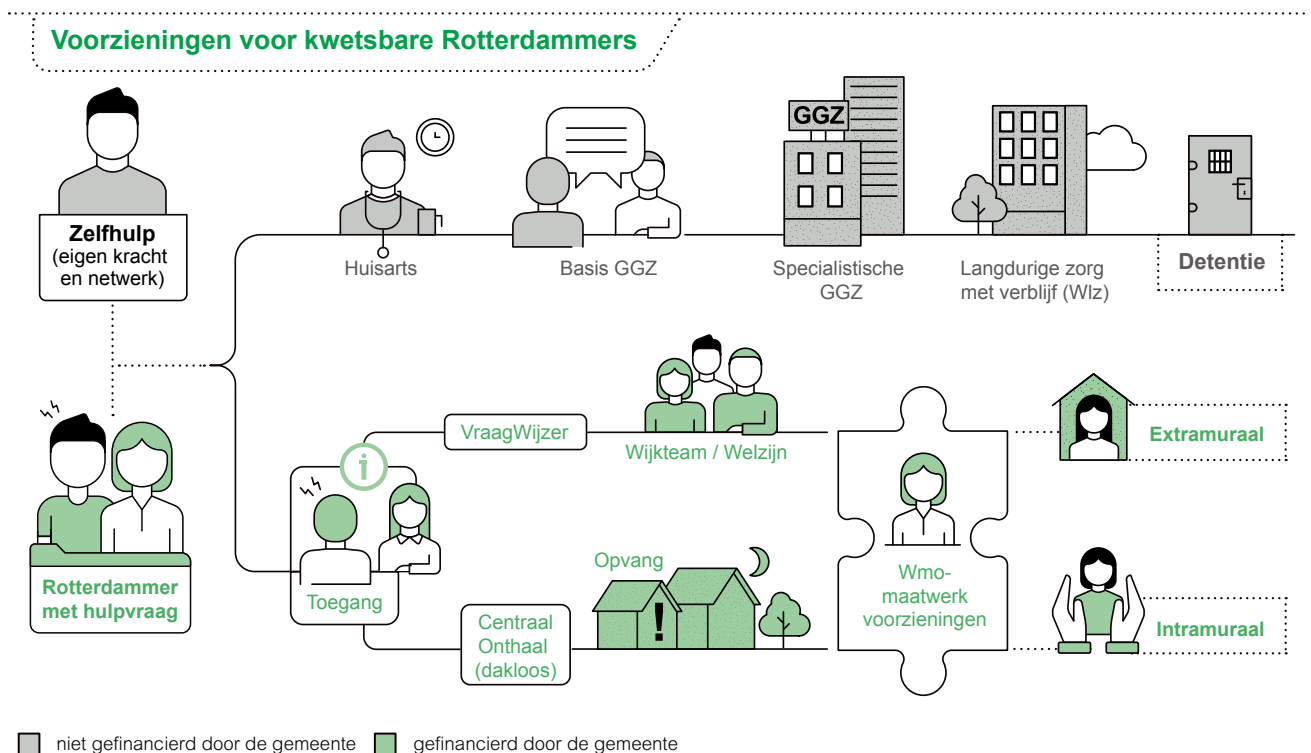 Voorzieningen voor kwetsbare Rotterdammers
Zelfhulp
(eigen kracht
en netwerk)
Huisarts
Basis GGZ
GGZ
Specialistische
GGZ
Langdurige zorg
met verblijf (Wlz)
Detentie
Rotterdammer
met hulpvraag
i
Toegang
VraagWijzer
Wijkteam / Welzijn
Centraal
Onthaal
(dakloos)
Opvang
!
Wmo-
maatwerk
voorzieningen
Extramuraal
Intramuraal
niet gefinancierd door de gemeente
gefinancierd door de gemeente